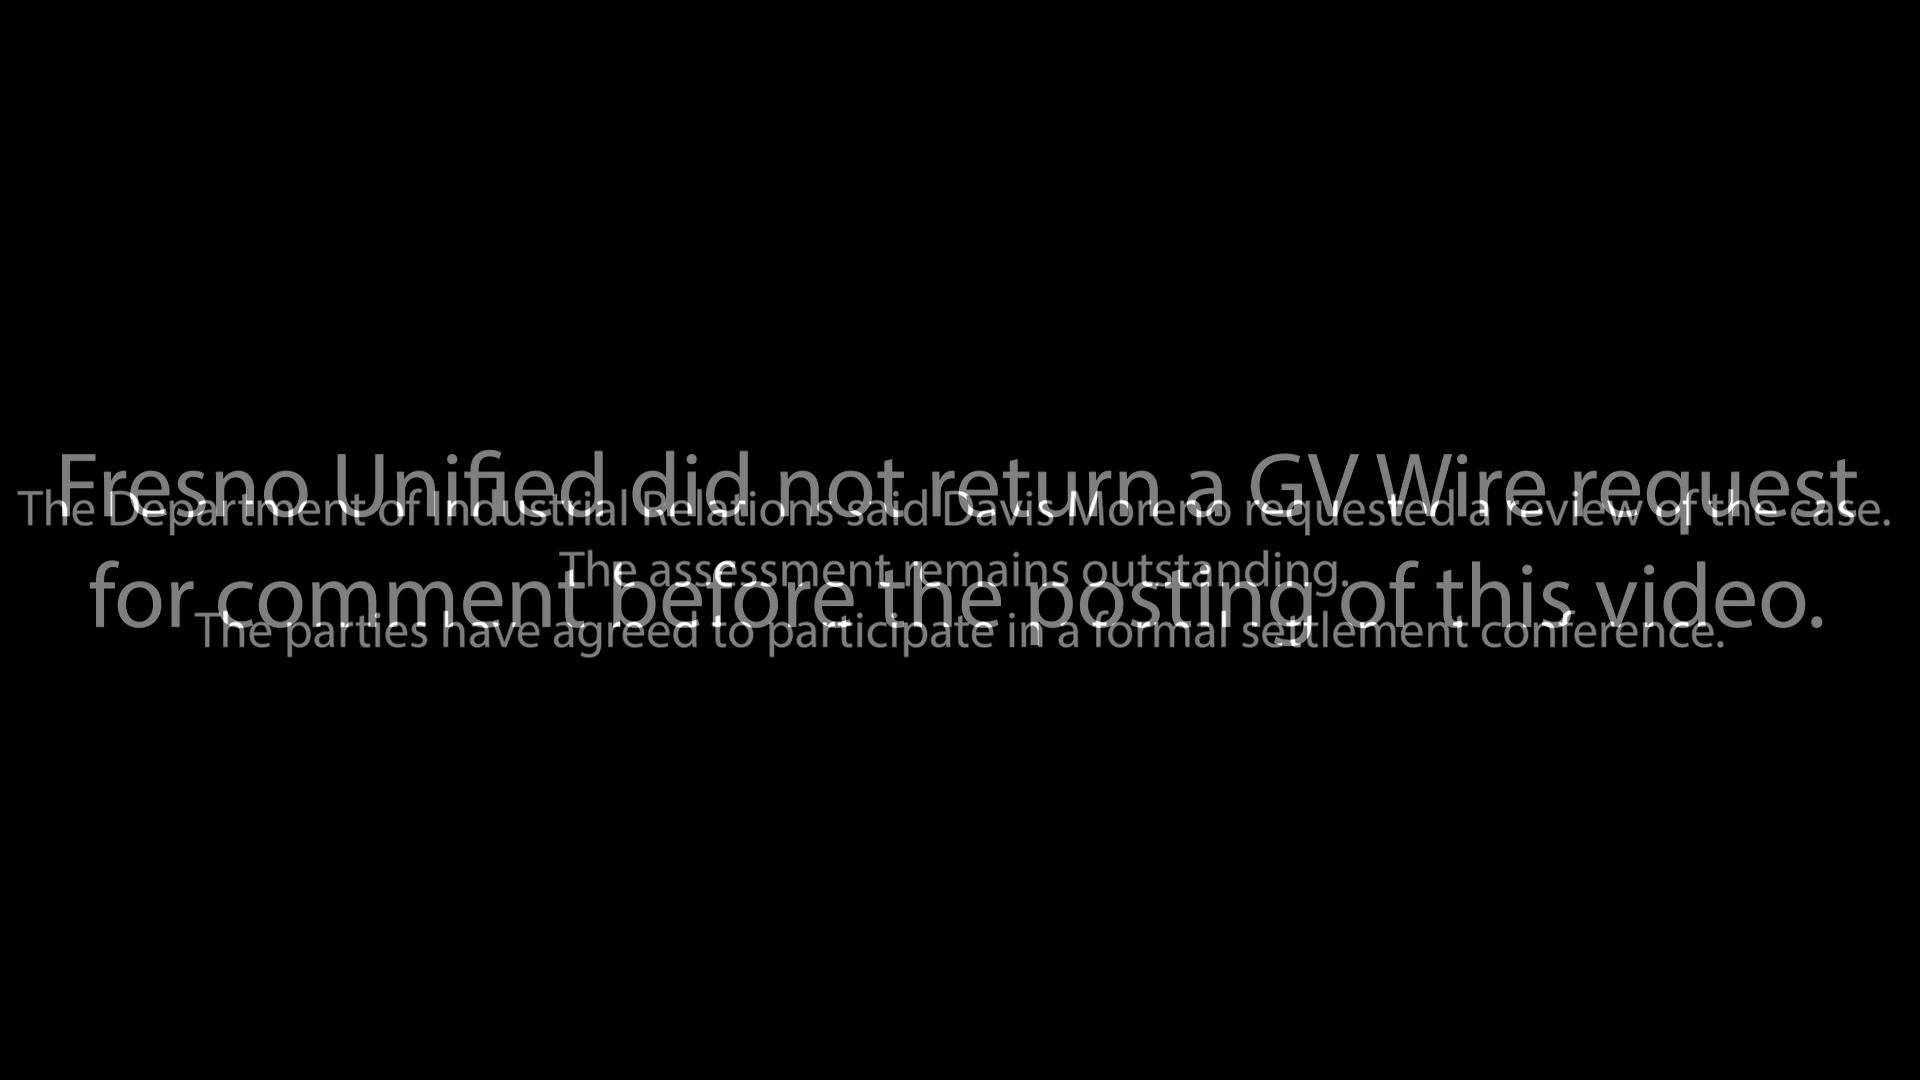 Fresno Unified did not return a GV Wire request
for comment before the posting of this video.
The Department of Industrial Relations said Davis Moreno requested a review of the case.
The assessment remains outstanding.
The parties have agreed to participate in a formal settlement conference.